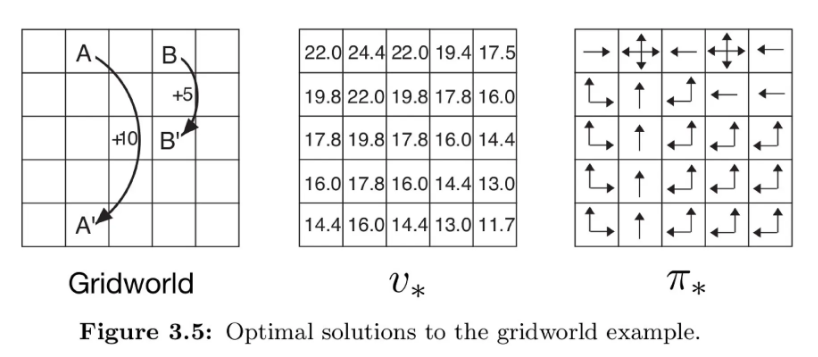 A B
+5
+10 B'
A'
22.0 24.4 22.0 19.4 17.5
19.8 22.0 19.8 17.8 16.0
17.8 19.8 17.8 16.0 14.4
16.0 17.8 16.0 14.4 13.0
14.4 16.0 14.4 13.0 11.7
Gridworld v* π*
Figure 3.5: Optimal solutions to the gridworld example.